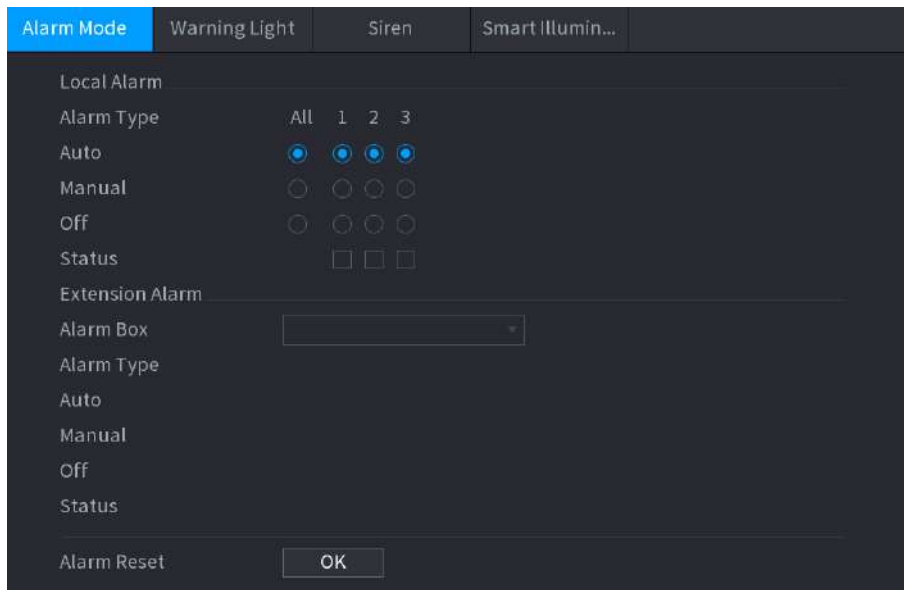 Alarm Mode Warning Light Siren Smart Illumin...
Local Alarm
Alarm Type All 1 2 3
Auto
Manual
Off
Status
Extension Alarm
Alarm Box
Alarm Type
Auto
Manual
Off
Status
Alarm Reset OK